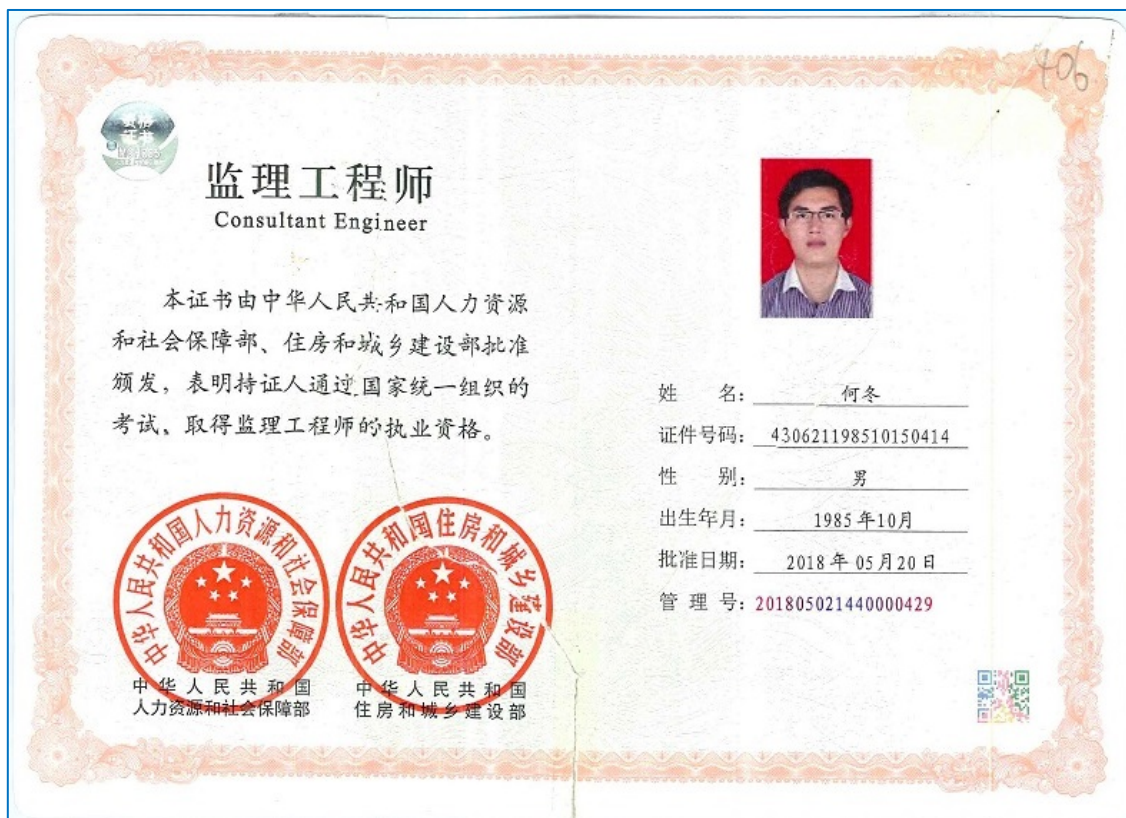 406
资格
证书
监理工程师
Consultant Engineer
本证书由中华人民共和国人力资源
和社会保障部、住房和城乡建设部批准
颁发,表明持证人通过国家统一组织的
考试,取得监理工程师的执业资格。
中华人民共和国人力资源和社会保障部
中华人民共和国住房和城乡建设部
中华人民共和国
人力资源和社会保障部
中华人民共和国
住房和城乡建设部
姓 名: 何冬
证件号码: 430621198510150414
性 别: 男
出生年月: 1985年10月
批准日期: 2018年05月20日
管 理 号: 201805021440000429